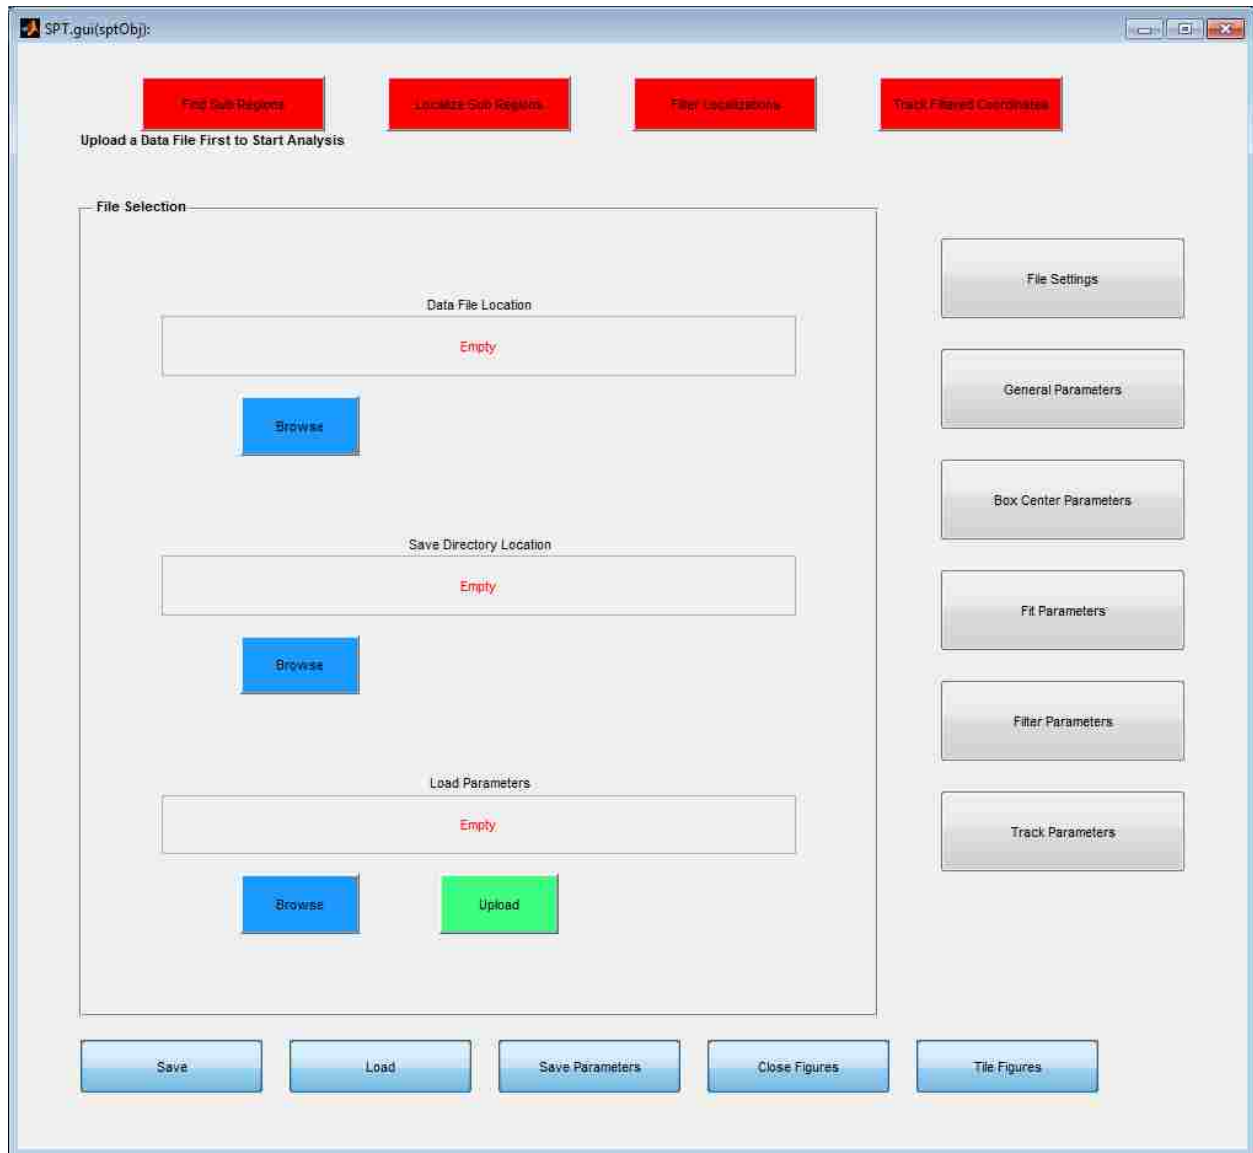 SPT.gui(sptObj):
Find Sub Regions
Localize Sub Regions
Filter Localizations
Track Filtered Coordinates
Upload a Data File First to Start Analysis
File Selection
Data File Location
Empty
Browse
Save Directory Location
Empty
Browse
Load Parameters
Empty
Browse
Upload
File Settings
General Parameters
Box Center Parameters
Fit Parameters
Filter Parameters
Track Parameters
Save
Load
Save Parameters
Close Figures
Tile Figures